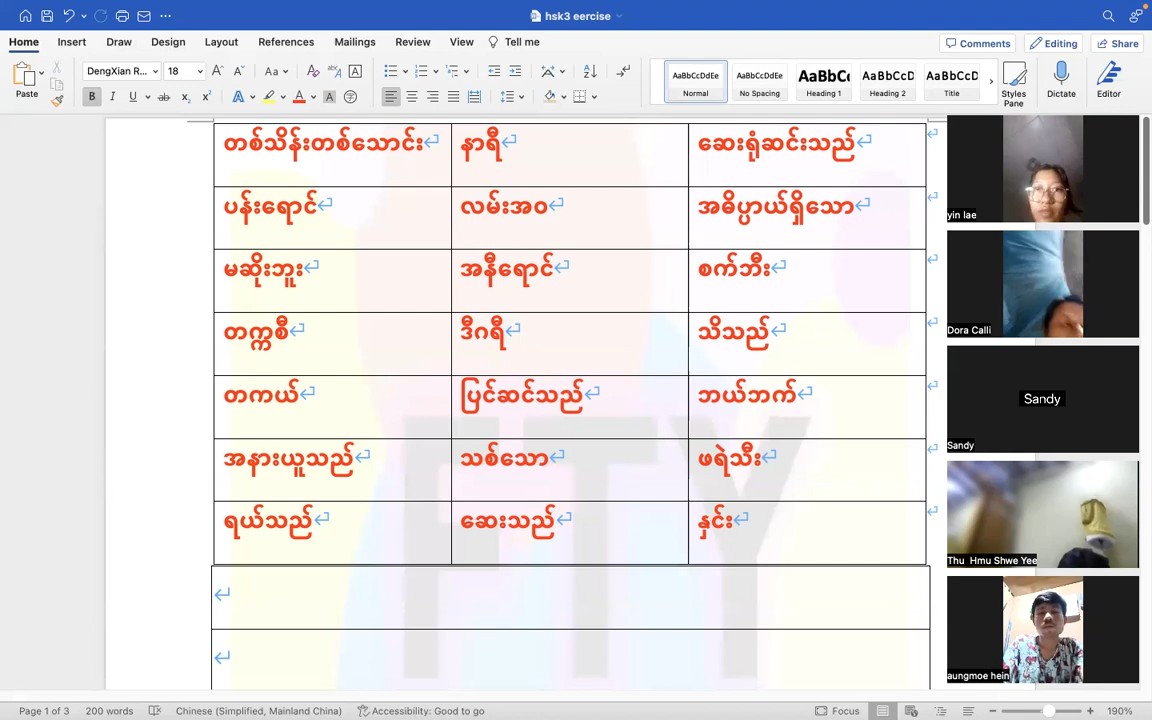 hsk3 eercise
Home Insert Draw Design Layout References Mailings Review View Tell me
Comments Editing Share
Paste
DengXian R... 18
AaBbCcDdEe AaBbCcDdEe AaBbC AaBbCcD AaBbCcD
Normal No Spacing Heading 1 Heading 2 Title
Styles Pane
Dictate
Editor
တစ်သိန်းတစ်သောင်း နာရီ ဆေးရုံဆင်းသည်
ပန်းရောင် လမ်းအဝ အဓိပ္ပာယ်ရှိသော
မဆိုးဘူး အနီရောင် စက်ဘီး
တက္ကစီ ဒီဂရီ သိသည်
တကယ် ပြင်ဆင်သည် ဘယ်ဘက်
အနားယူသည် သစ်သော ဖရဲသီး
ရယ်သည် ဆေးသည် နှင်း
FTY
yin lae
Dora Calli
Sandy
Sandy
Thu Hmu Shwe Yee
aungmoe hein
Page 1 of 3 200 words Chinese (Simplified, Mainland China) Accessibility: Good to go Focus 190%